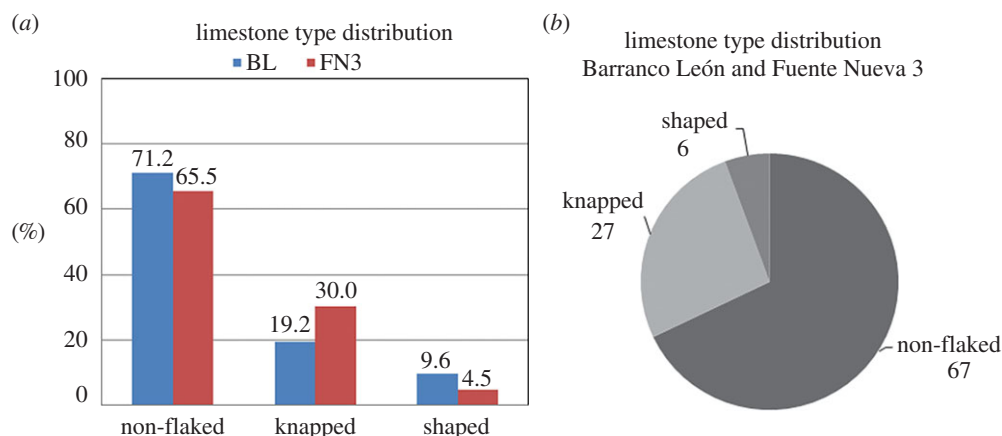 (a)
limestone type distribution
BL FN3
100
80
60
40
20
0
(%)
71.2
65.5
19.2
30.0
9.6
4.5
non-flaked knapped shaped
(b)
limestone type distribution
Barranco León and Fuente Nueva 3
shaped
6
knapped
27
non-flaked
67